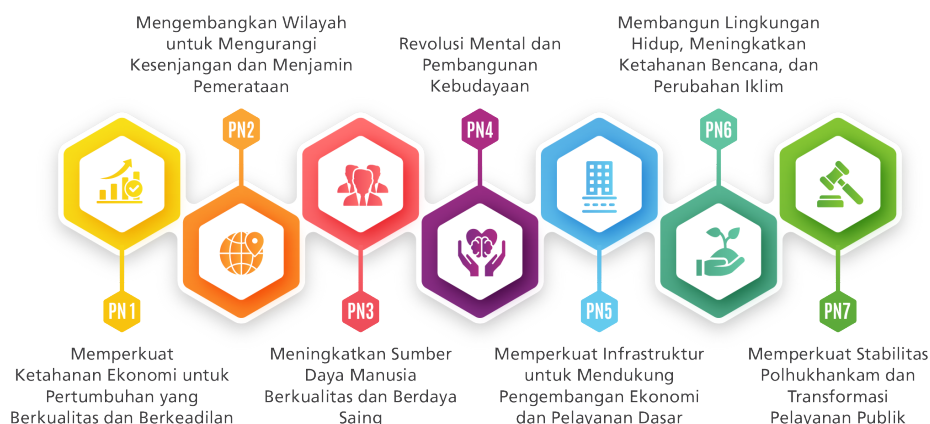 Mengembangkan Wilayah
untuk Mengurangi
Kesenjangan dan Menjamin
Pemerataan
Revolusi Mental dan
Pembangunan
Kebudayaan
Membangun Lingkungan
Hidup, Meningkatkan
Ketahanan Bencana, dan
Perubahan Iklim
PN2
PN4
PN6
PN1
PN3
PN5
PN7
Memperkuat
Ketahanan Ekonomi untuk
Pertumbuhan yang
Berkualitas dan Berkeadilan
Meningkatkan Sumber
Daya Manusia
Berkualitas dan Berdaya
Saing
Memperkuat Infrastruktur
untuk Mendukung
Pengembangan Ekonomi
dan Pelayanan Dasar
Memperkuat Stabilitas
Polhukhankam dan
Transformasi
Pelayanan Publik